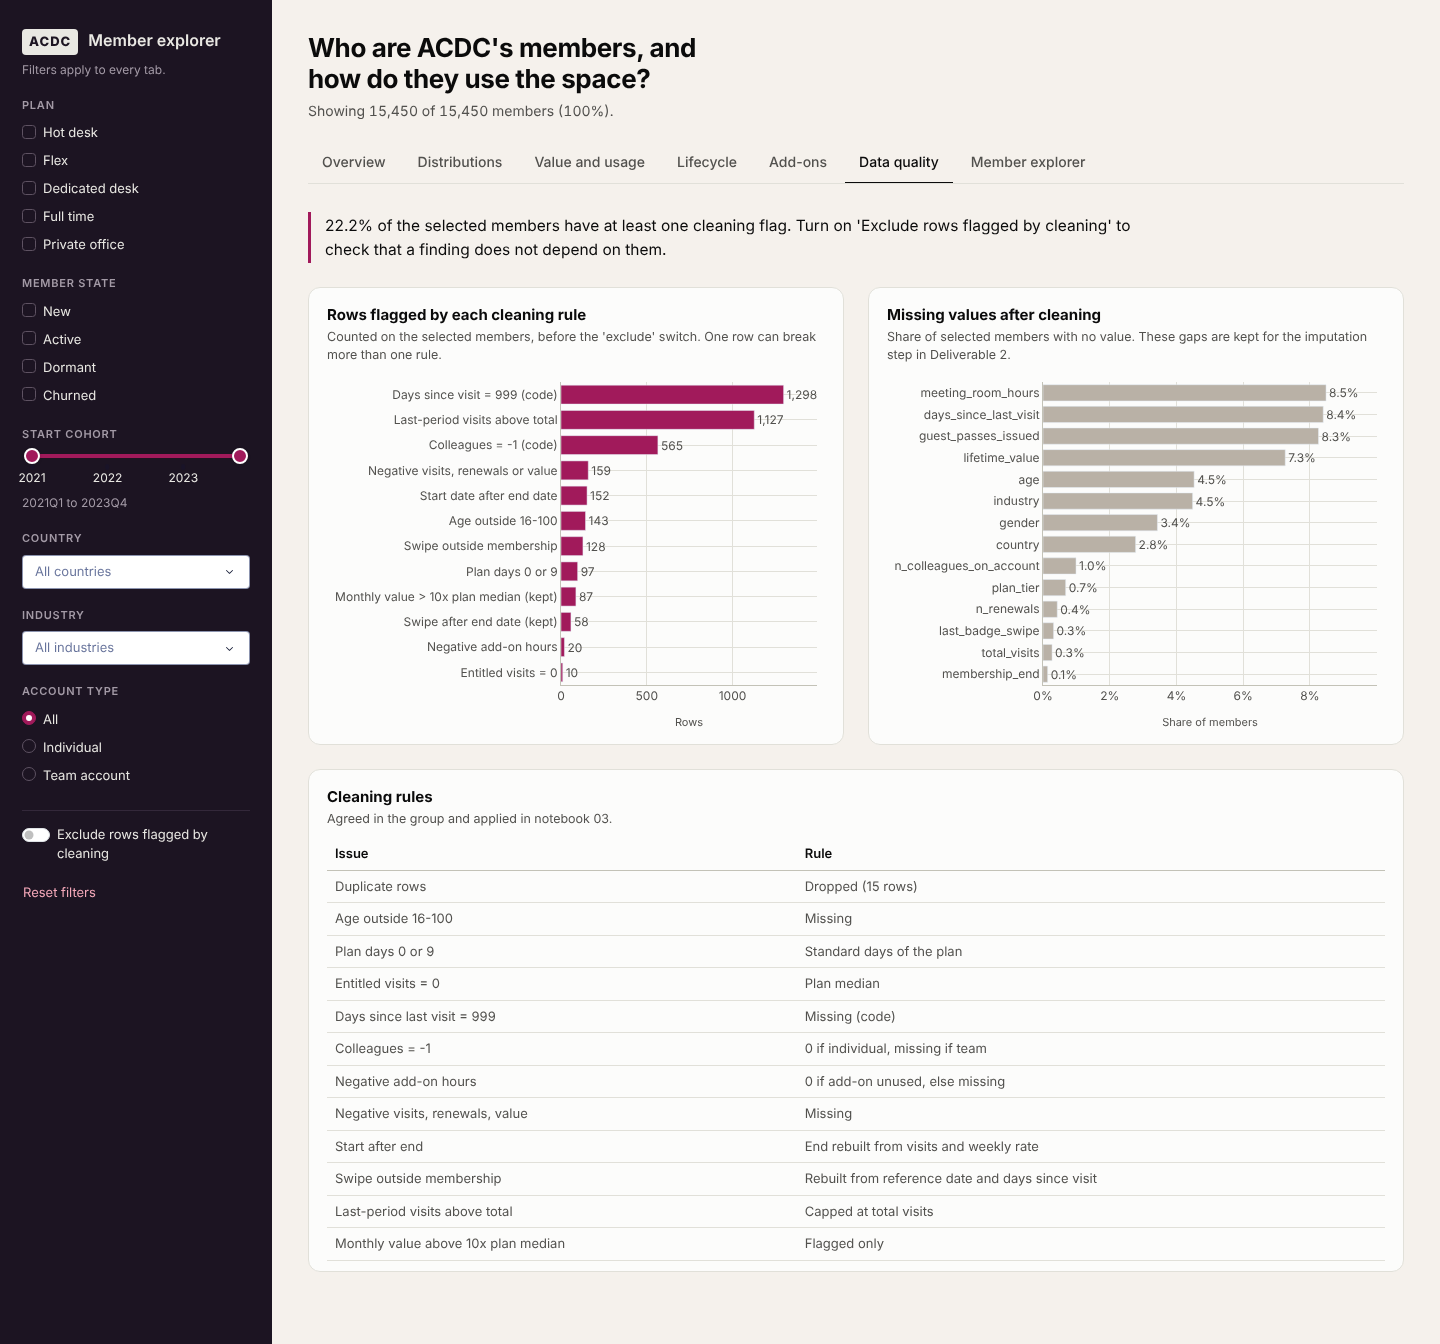 ACDC Member explorer
Filters apply to every tab.
PLAN
Hot desk
Flex
Dedicated desk
Full time
Private office
MEMBER STATE
New
Active
Dormant
Churned
START COHORT
2021 2022 2023
2021Q1 to 2023Q4
COUNTRY
All countries
INDUSTRY
All industries
ACCOUNT TYPE
All
Individual
Team account
Exclude rows flagged by
cleaning
Reset filters
Who are ACDC's members, and
how do they use the space?
Showing 15,450 of 15,450 members (100%).
Overview Distributions Value and usage Lifecycle Add-ons Data quality Member explorer
22.2% of the selected members have at least one cleaning flag. Turn on 'Exclude rows flagged by cleaning' to
check that a finding does not depend on them.
Rows flagged by each cleaning rule
Counted on the selected members, before the 'exclude' switch. One row can break
more than one rule.
Days since visit = 999 (code) 1,298
Last-period visits above total 1,127
Colleagues = -1 (code) 565
Negative visits, renewals or value 159
Start date after end date 152
Age outside 16-100 143
Swipe outside membership 128
Plan days 0 or 9 97
Monthly value > 10x plan median (kept) 87
Swipe after end date (kept) 58
Negative add-on hours 20
Entitled visits = 0 10
0 500 1000
Rows
Missing values after cleaning
Share of selected members with no value. These gaps are kept for the imputation
step in Deliverable 2.
meeting_room_hours 8.5%
days_since_last_visit 8.4%
guest_passes_issued 8.3%
lifetime_value 7.3%
age 4.5%
industry 4.5%
gender 3.4%
country 2.8%
n_colleagues_on_account 1.0%
plan_tier 0.7%
n_renewals 0.4%
last_badge_swipe 0.3%
total_visits 0.3%
membership_end 0.1%
0% 2% 4% 6% 8%
Share of members
Cleaning rules
Agreed in the group and applied in notebook 03.
Issue Rule
Duplicate rows Dropped (15 rows)
Age outside 16-100 Missing
Plan days 0 or 9 Standard days of the plan
Entitled visits = 0 Plan median
Days since last visit = 999 Missing (code)
Colleagues = -1 0 if individual, missing if team
Negative add-on hours 0 if add-on unused, else missing
Negative visits, renewals, value Missing
Start after end End rebuilt from visits and weekly rate
Swipe outside membership Rebuilt from reference date and days since visit
Last-period visits above total Capped at total visits
Monthly value above 10x plan median Flagged only